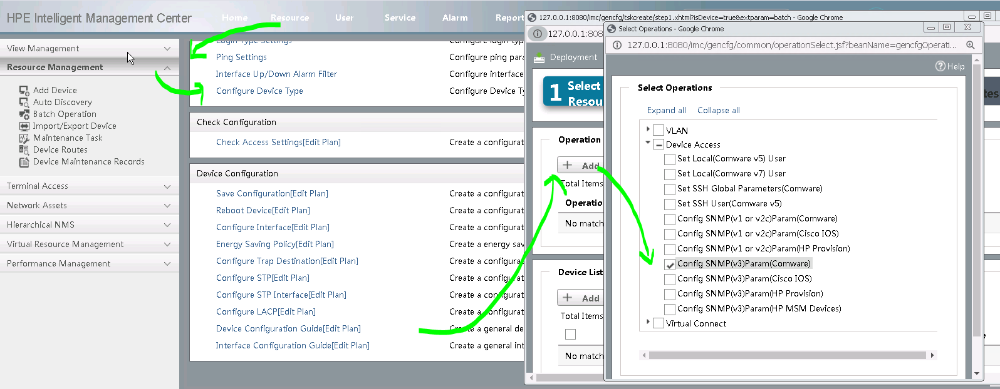 HPE Intelligent Management Center
Home Resource User Service Alarm Report
View Management
Resource Management
Add Device
Auto Discovery
Batch Operation
Import/Export Device
Maintenance Task
Device Routes
Device Maintenance Records
Terminal Access
Network Assets
Hierarchical NMS
Virtual Resource Management
Performance Management
Login Type Settings Configure login typ
Ping Settings Configure ping para
Interface Up/Down Alarm Filter Configure interface
Configure Device Type Configure Device Ty
Check Configuration
Check Access Settings[Edit Plan] Create a configurat
Device Configuration
Save Configuration[Edit Plan] Create a configurat
Reboot Device[Edit Plan] Create a configurat
Configure Interface[Edit Plan] Create a configurat
Energy Saving Policy[Edit Plan] Create a energy sav
Configure Trap Destination[Edit Plan] Create a configurat
Configure STP[Edit Plan] Create a configurat
Configure STP Interface[Edit Plan] Create a configurat
Configure LACP[Edit Plan] Create a configurat
Device Configuration Guide[Edit Plan] Create a general de
Interface Configuration Guide[Edit Plan] Create a general int
127.0.0.1:8080/imc/gencfg/tskcreate/step1.xhtml?isDevice=true&extparam=batch - Google Chrome
127.0.0.1:808
Deployment
1 Select
Resou
Operation
Add
Total Items
Operatio
No match
Device List
Add
Total Items
No match
Select Operations - Google Chrome
127.0.0.1:8080/imc/gencfg/common/operationSelect.jsf?beanName=gencfgOperati...
Help
Select Operations
Expand all Collapse all
VLAN
Device Access
Set Local(Comware v5) User
Set Local(Comware v7) User
Set SSH Global Parameters(Comware)
Set SSH User(Comware v5)
Config SNMP(v1 or v2c)Param(Comware)
Config SNMP(v1 or v2c)Param(Cisco IOS)
Config SNMP(v1 or v2c)Param(HP Provision)
Config SNMP(v3)Param(Comware)
Config SNMP(v3)Param(Cisco IOS)
Config SNMP(v3)Param(HP Provision)
Config SNMP(v3)Param(HP MSM Devices)
Virtual Connect
tes